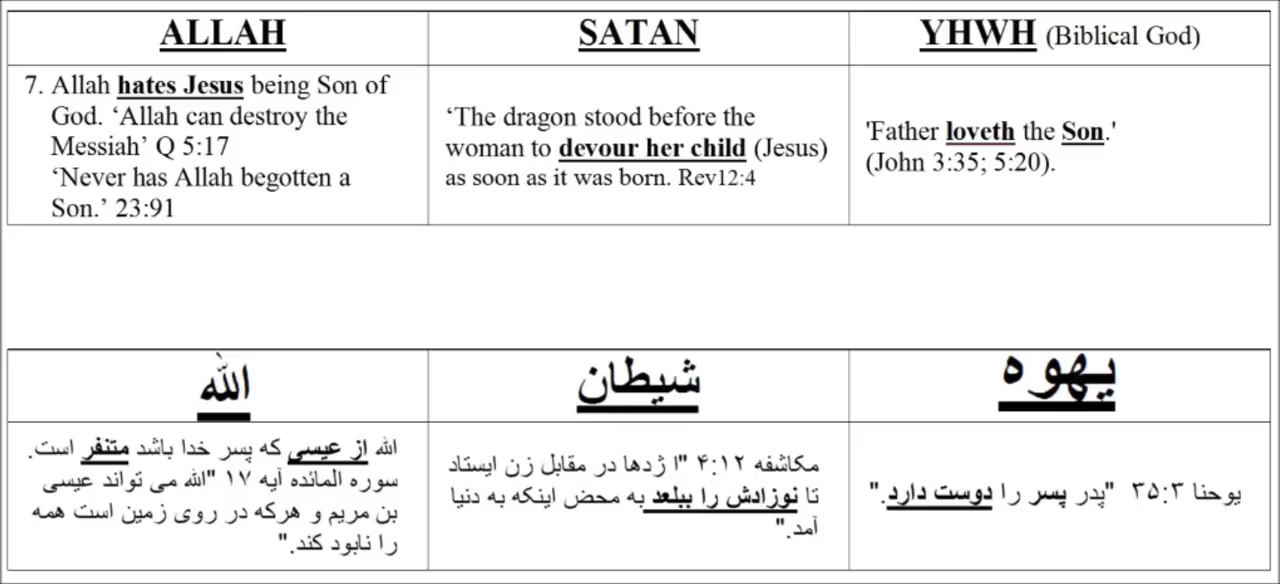 ALLAH
SATAN
YHWH (Biblical God)
7. Allah hates Jesus being Son of
God. ‘Allah can destroy the
Messiah’ Q 5:17
‘Never has Allah begotten a
Son.’ 23:91
‘The dragon stood before the
woman to devour her child (Jesus)
as soon as it was born. Rev12:4
'Father loveth the Son.'
(John 3:35; 5:20).
الله
شیطان
یهوه
الله از عیسی که پسر خدا باشد متنفر است.
سوره المائده آیه ۱۷ "الله می تواند عیسی
بن مریم و هرکه در روی زمین است همه
را نابود کند."
مکاشفه ۴:۱۲ "ا ژدها در مقابل زن ایستاد
تا نوزادش را ببلعد به محض اینکه به دنیا
آمد."
یوحنا ۳۵:۳ "پدر پسر را دوست دارد."